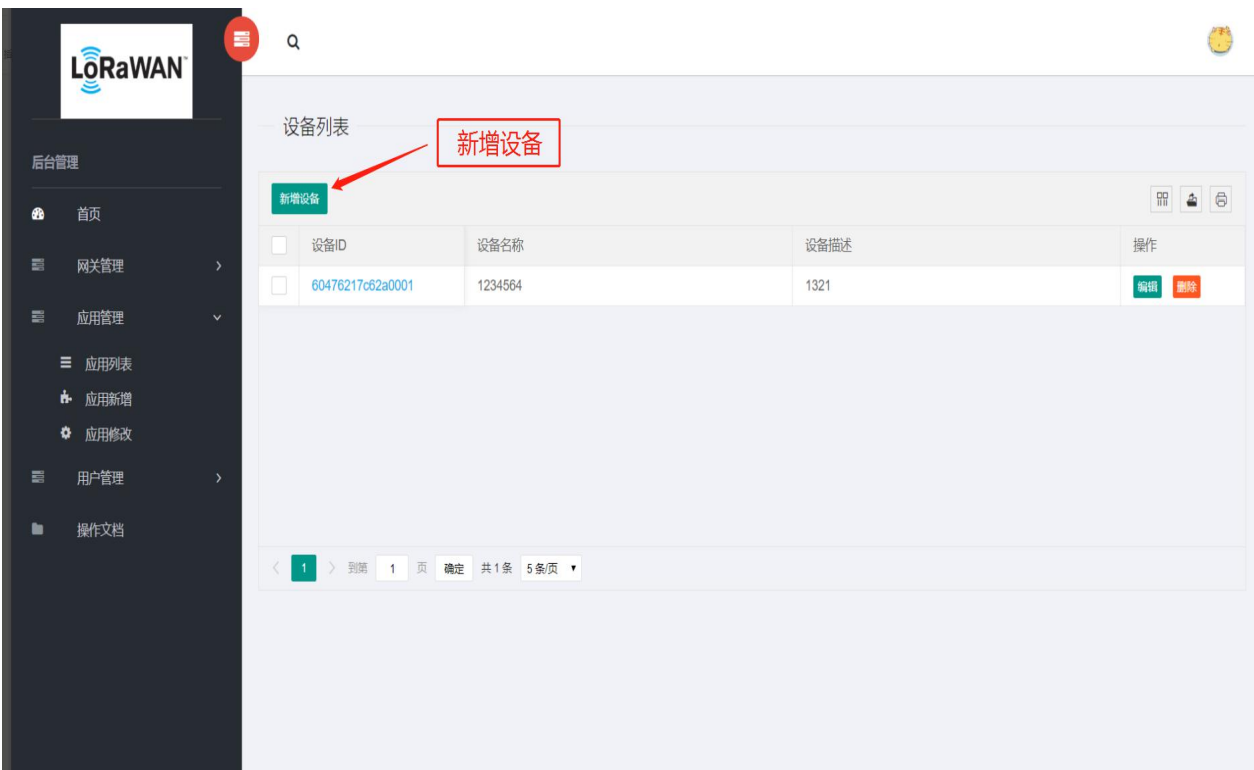 LoRaWAN™
后台管理
首页
网关管理
应用管理
应用列表
应用新增
应用修改
用户管理
操作文档
设备列表
新增设备
新增设备
设备ID 设备名称 设备描述 操作
60476217c62a0001 1234564 1321 编辑 删除
1 到第 1 页 确定 共1条 5条/页